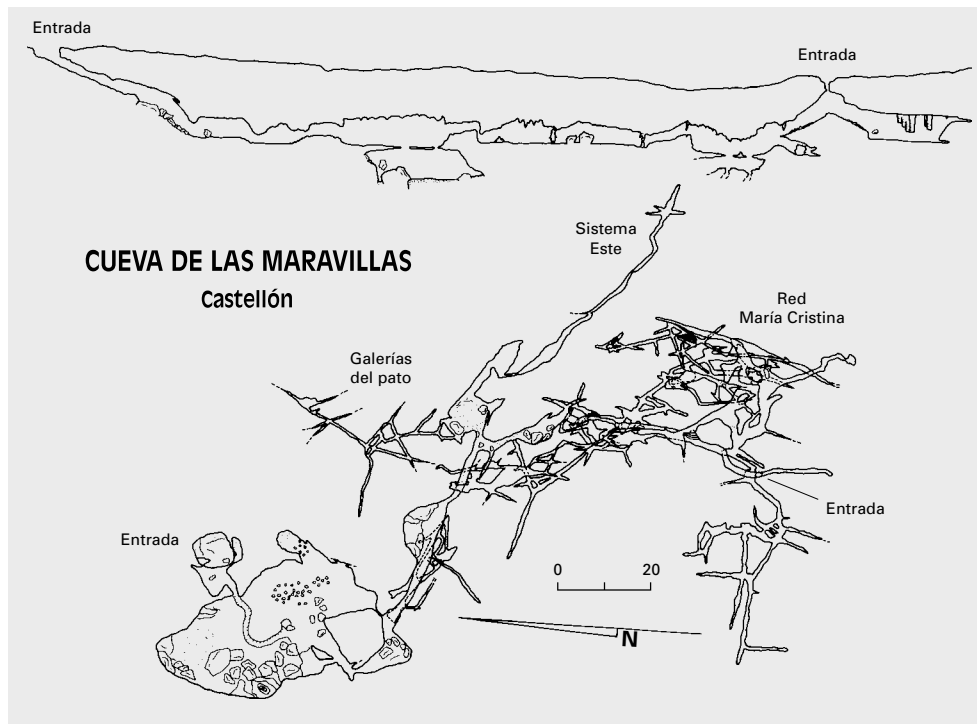 Entrada
Entrada
Sistema
Este
CUEVA DE LAS MARAVILLAS
Castellón
Red
María Cristina
Galerías
del pato
Entrada
Entrada
0 20
N